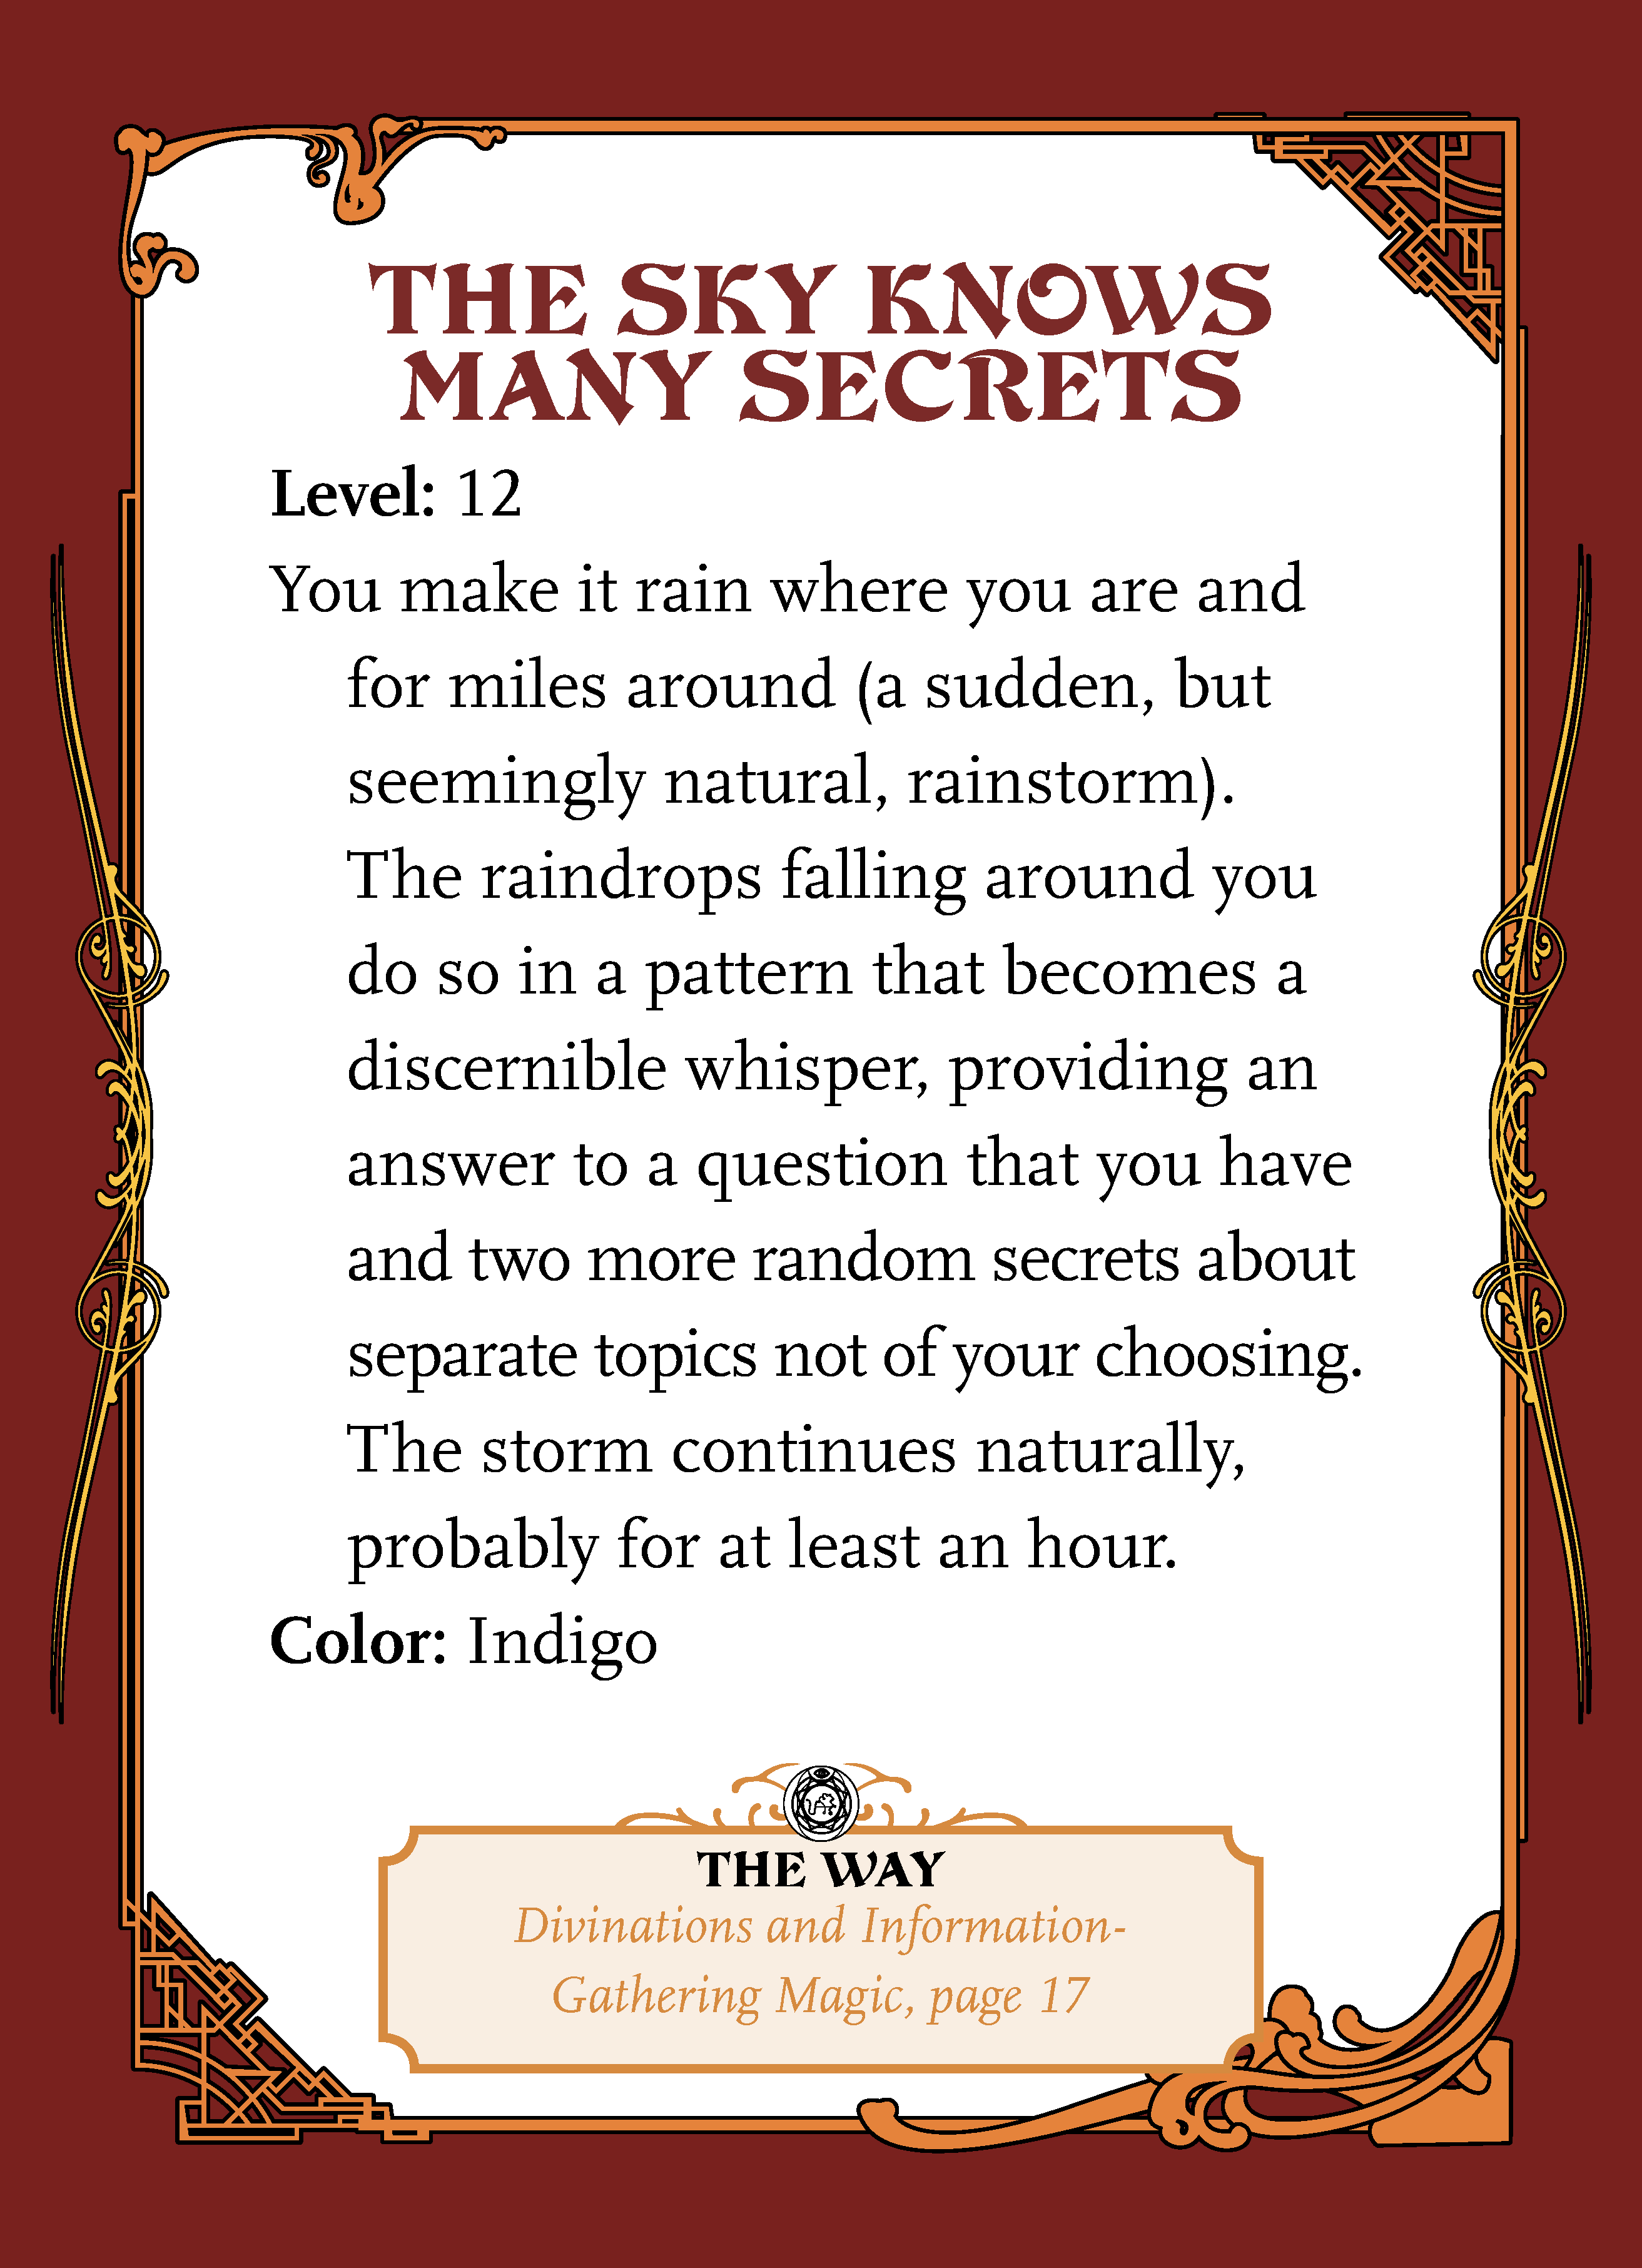 THE SKY KNOWS
MANY SECRETS
Level: 12
You make it rain where you are and
for miles around (a sudden, but
seemingly natural, rainstorm).
The raindrops falling around you
do so in a pattern that becomes a
discernible whisper, providing an
answer to a question that you have
and two more random secrets about
separate topics not of your choosing.
The storm continues naturally,
probably for at least an hour.
Color: Indigo
THE WAY
Divinations and Information-
Gathering Magic, page 17